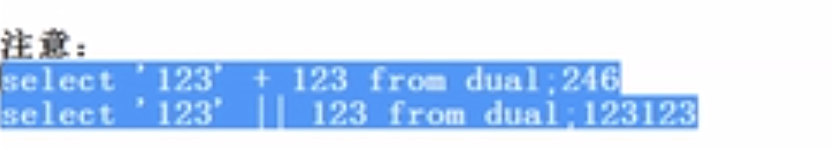 注意：
select '123' + 123 from dual;246
select '123' || 123 from dual;123123